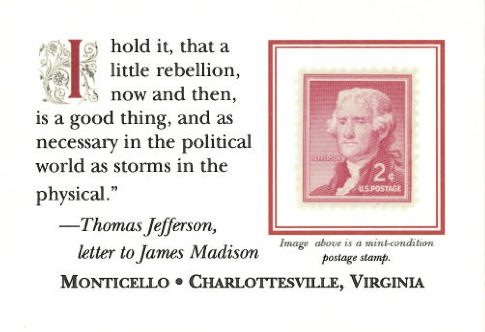 I hold it, that a
little rebellion,
now and then,
is a good thing, and as
necessary in the political
world as storms in the
physical.”
—Thomas Jefferson,
letter to James Madison
JEFFERSON
2¢
U.S. POSTAGE
Image above is a mint-condition
postage stamp.
MONTICELLO • CHARLOTTESVILLE, VIRGINIA